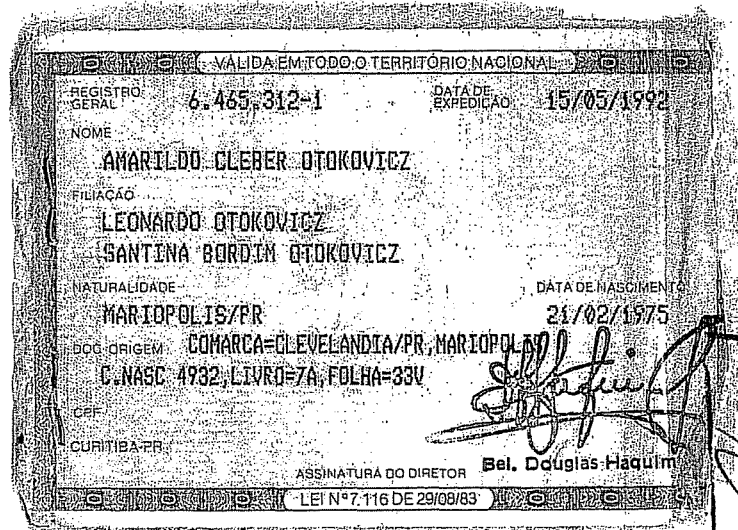 VÁLIDA EM TODO O TERRITÓRIO NACIONAL
REGISTRO GERAL 6.465.312-1 DATA DE EXPEDIÇÃO 15/05/1992
NOME
AMARILDO CLEBER OTOKOVICZ
FILIAÇÃO
LEONARDO OTOKOVICZ
SANTINA BORDIM OTOKOVICZ
NATURALIDADE DATA DE NASCIMENTO
MARIOPOLIS/PR 21/02/1975
DOC ORIGEM COMARCA=CLEVELANDIA/PR,MARIOPOLIS
C.NASC 4932,LIVRO=7A,FOLHA=33V
CPF
CURITIBA-PR
ASSINATURA DO DIRETOR Bel. Douglas Haquim
LEI Nº 7.116 DE 29/08/83